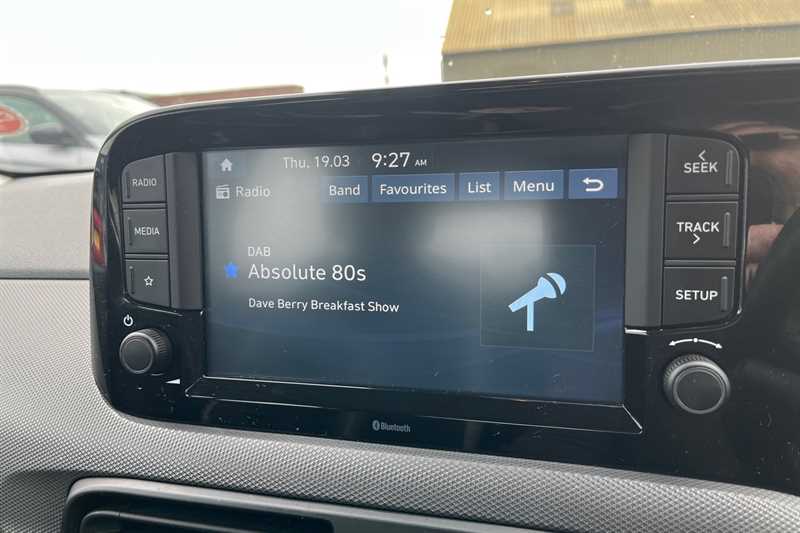 Thu. 19.03 9:27 AM
Radio Band Favourites List Menu
DAB
Absolute 80s
Dave Berry Breakfast Show
RADIO
MEDIA
SEEK
TRACK
SETUP
Bluetooth